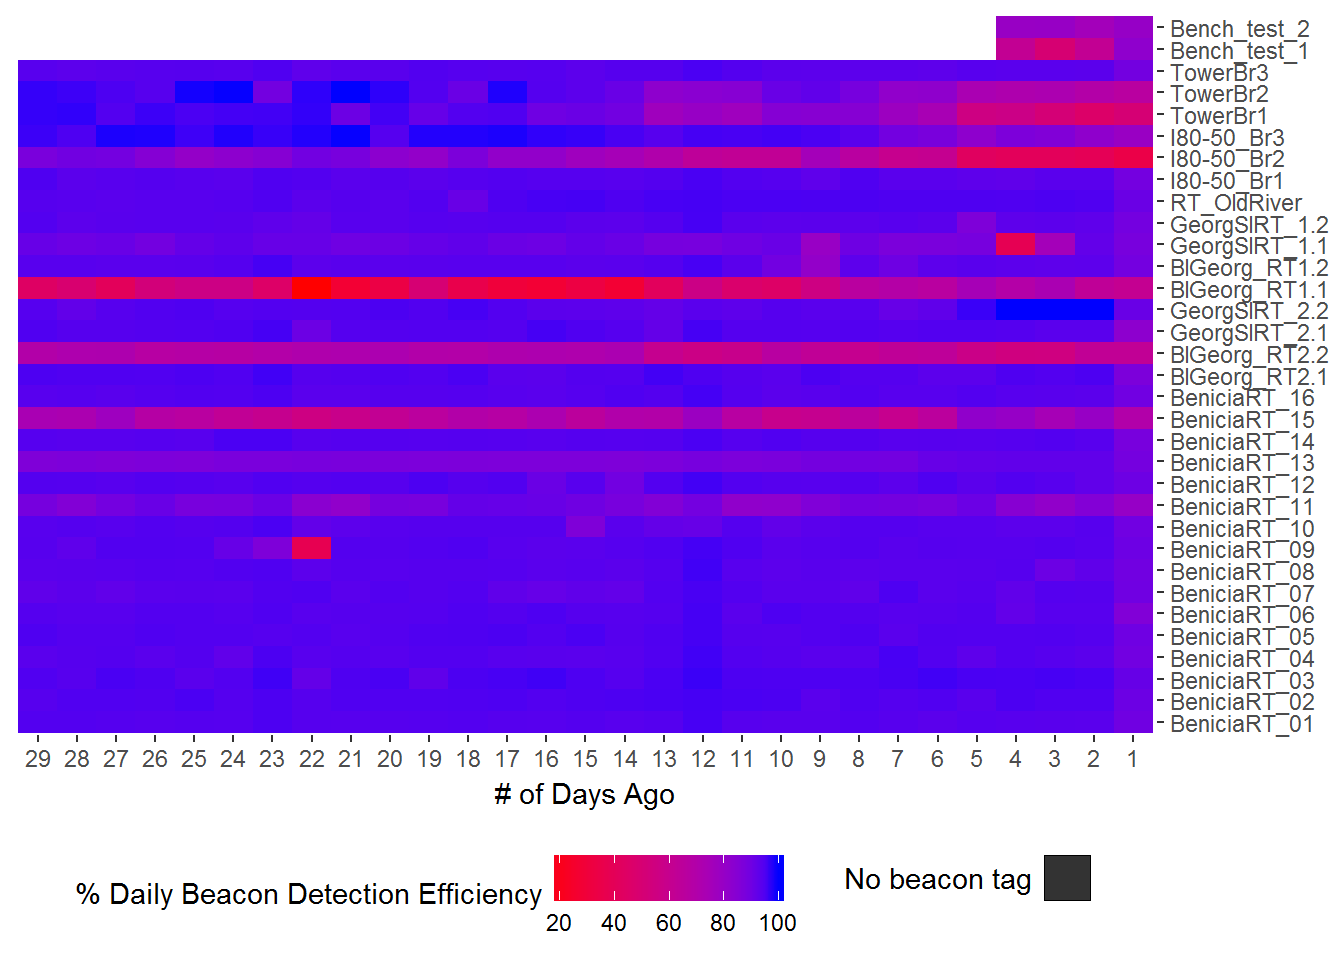 Bench_test_2
Bench_test_1
TowerBr3
TowerBr2
TowerBr1
I80-50_Br3
I80-50_Br2
I80-50_Br1
RT_OldRiver
GeorgSlRT_1.2
GeorgSlRT_1.1
BlGeorg_RT1.2
BlGeorg_RT1.1
GeorgSlRT_2.2
GeorgSlRT_2.1
BlGeorg_RT2.2
BlGeorg_RT2.1
BeniciaRT_16
BeniciaRT_15
BeniciaRT_14
BeniciaRT_13
BeniciaRT_12
BeniciaRT_11
BeniciaRT_10
BeniciaRT_09
BeniciaRT_08
BeniciaRT_07
BeniciaRT_06
BeniciaRT_05
BeniciaRT_04
BeniciaRT_03
BeniciaRT_02
BeniciaRT_01
29 28 27 26 25 24 23 22 21 20 19 18 17 16 15 14 13 12 11 10 9 8 7 6 5 4 3 2 1
# of Days Ago
% Daily Beacon Detection Efficiency
20 40 60 80 100
No beacon tag